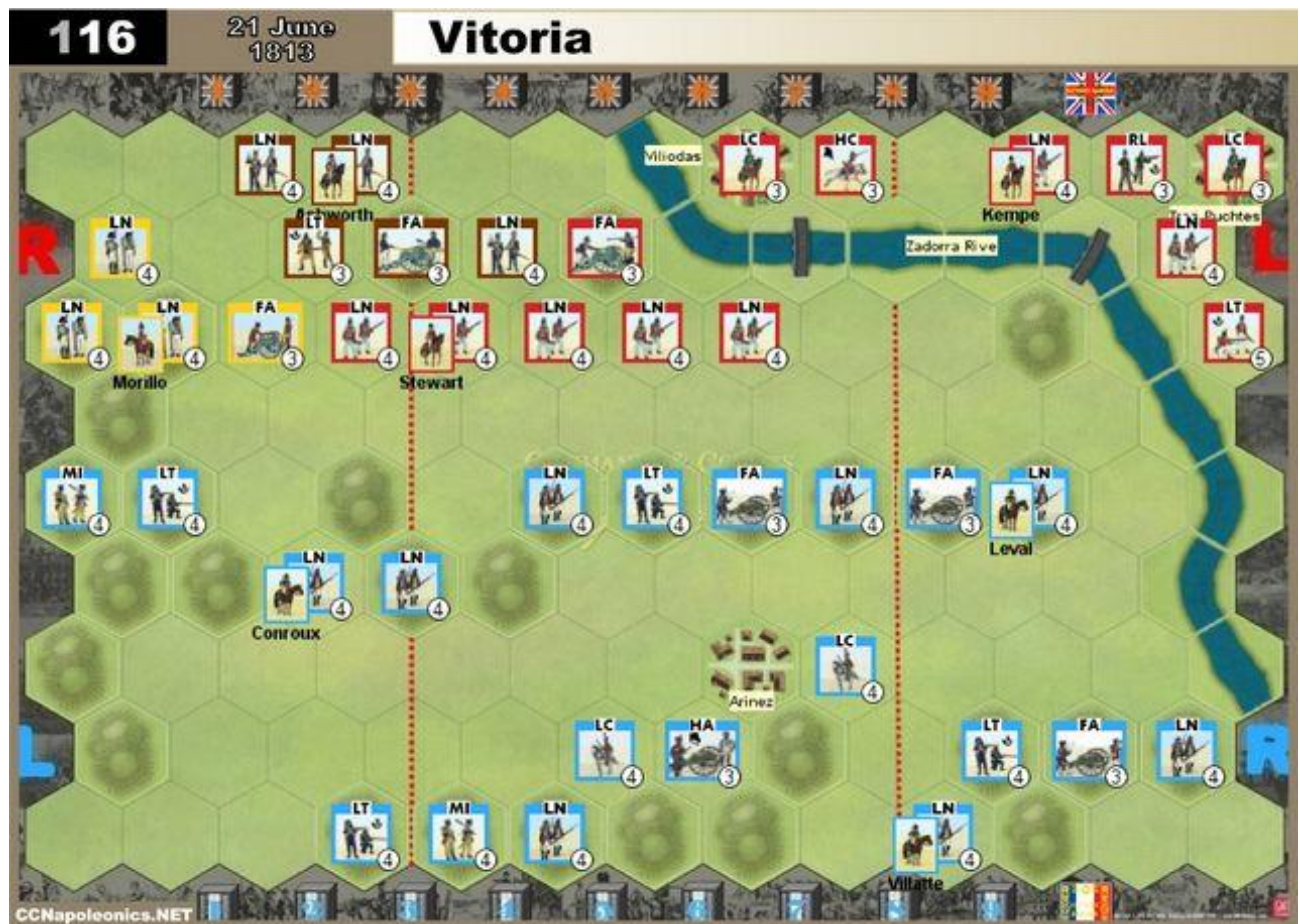 116
21 June
1813
Vitoria
LN LN LC HC LN RL LC
Viliodas
4 4 3 3 4 3 3
Ashworth Kempe
LN LT FA LN FA LN
R Zadorra Rive L
4 3 3 4 3 4
LN LN FA LN LN LN LN LN LT
4 4 3 4 4 4 4 4 5
Morillo Stewart
MI LT LN LT FA LN FA LN
4 4 4 4 3 4 3 4
Leval
LN LN
4 4
Conroux
LC
4
Arinez
LC HA LT FA LN
L R
4 3 4 3 4
LT MI LN LN
4 4 4 4
Villatte
CCNapoleonics.NET